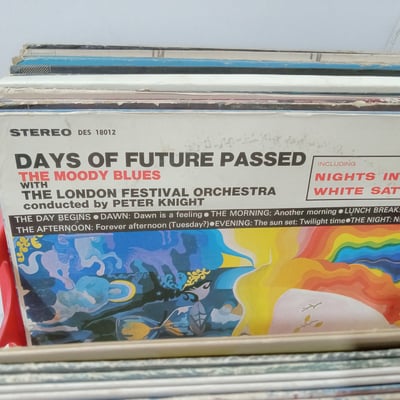 STEREO DES 18012
DAYS OF FUTURE PASSED
THE MOODY BLUES
WITH
THE LONDON FESTIVAL ORCHESTRA
conducted by PETER KNIGHT
INCLUDING
NIGHTS IN
WHITE SAT
THE DAY BEGINS • DAWN: Dawn is a feeling • THE MORNING: Another morning • LUNCH BREAK:
THE AFTERNOON: Forever afternoon (Tuesday?) • EVENING: The sun set: Twilight time • THE NIGHT: Ni